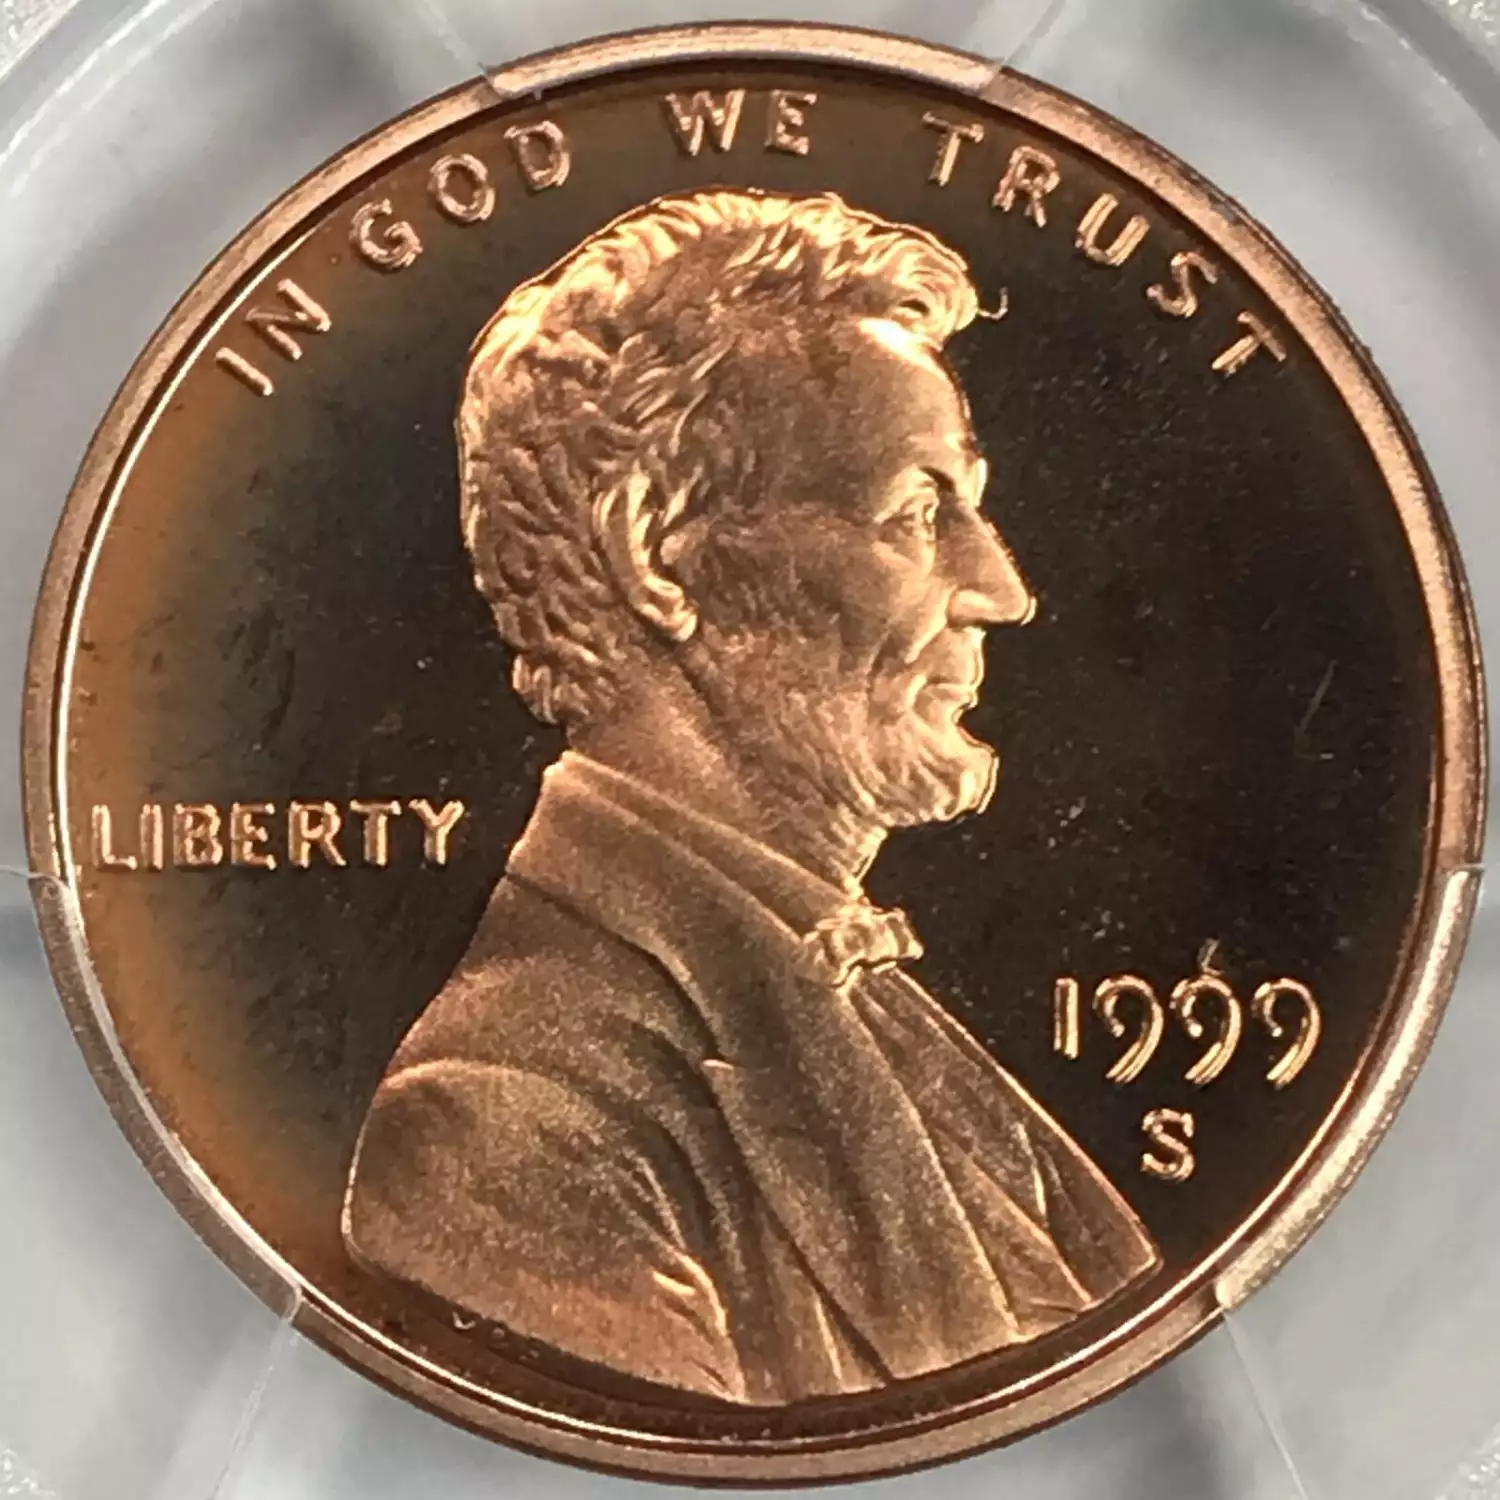 IN GOD WE TRUST
LIBERTY
1999
S